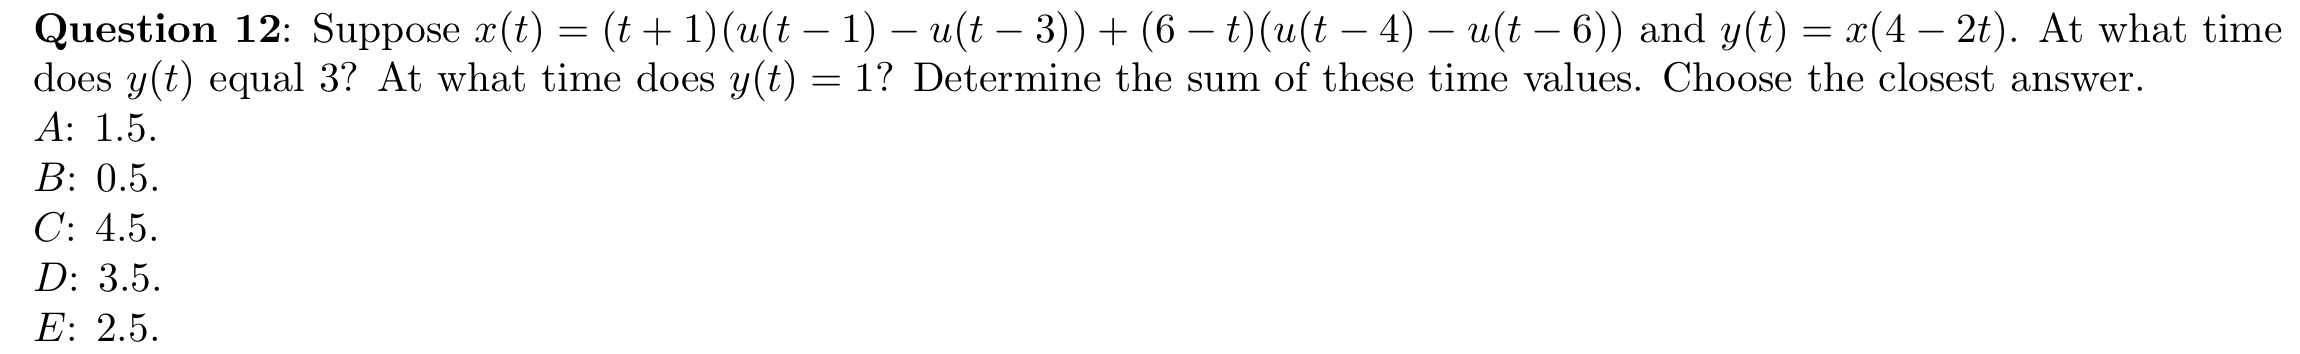 Question 12: Suppose x(t) = (t + 1)(u(t − 1) − u(t − 3)) + (6 − t)(u(t − 4) − u(t − 6)) and y(t) = x(4 − 2t). At what time
does y(t) equal 3? At what time does y(t) = 1? Determine the sum of these time values. Choose the closest answer.
A: 1.5.
B: 0.5.
C: 4.5.
D: 3.5.
E: 2.5.